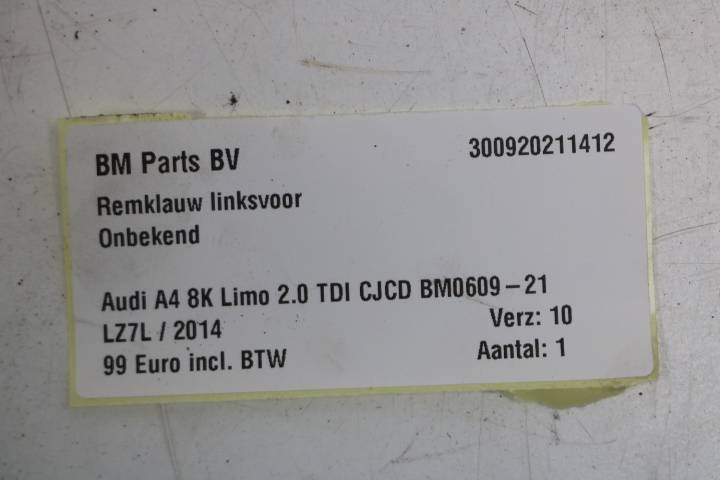 BM Parts BV
300920211412
Remklauw linksvoor
Onbekend
Audi A4 8K Limo 2.0 TDI CJCD BM0609-21
LZ7L / 2014
Verz: 10
99 Euro incl. BTW
Aantal: 1